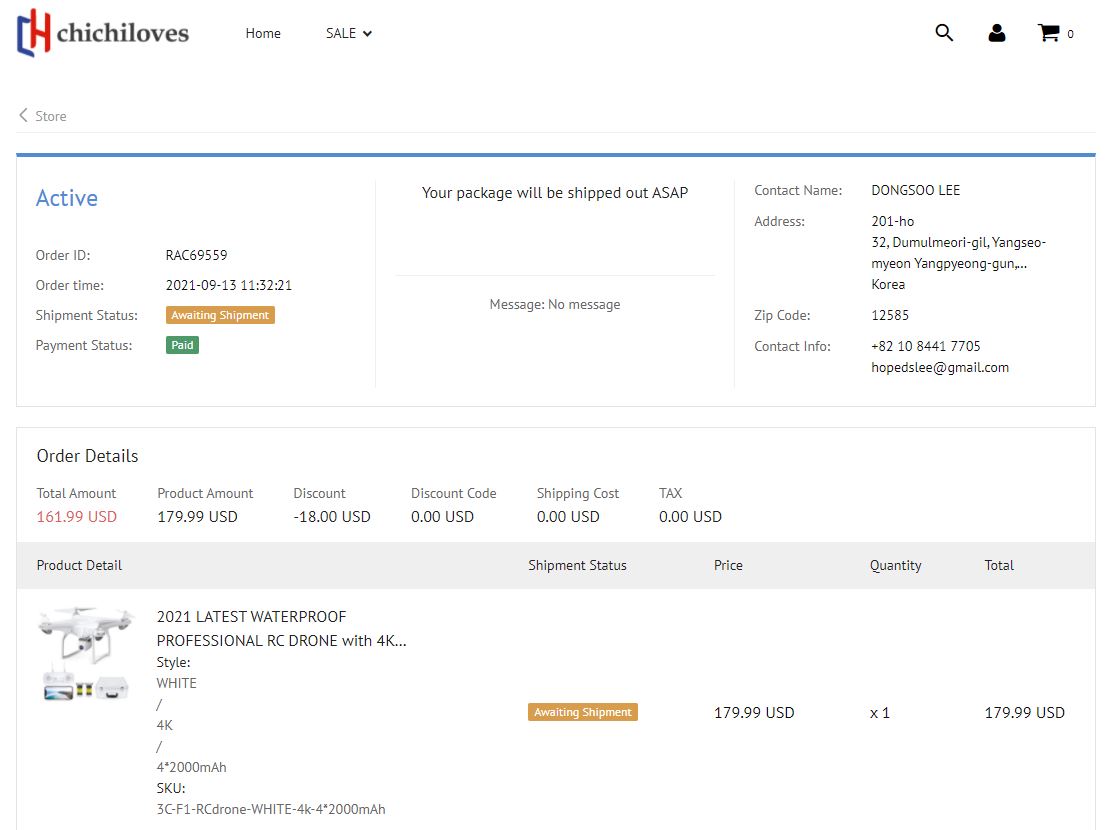 chichiloves
Home
SALE
0
Store
Active
Order ID: RAC69559
Order time: 2021-09-13 11:32:21
Shipment Status: Awaiting Shipment
Payment Status: Paid
Your package will be shipped out ASAP
Message: No message
Contact Name: DONGSOO LEE
Address: 201-ho
32, Dumulmeori-gil, Yangseo-
myeon Yangpyeong-gun,...
Korea
Zip Code: 12585
Contact Info: +82 10 8441 7705
hopedslee@gmail.com
Order Details
Total Amount Product Amount Discount Discount Code Shipping Cost TAX
161.99 USD 179.99 USD -18.00 USD 0.00 USD 0.00 USD 0.00 USD
Product Detail Shipment Status Price Quantity Total
2021 LATEST WATERPROOF
PROFESSIONAL RC DRONE with 4K...
Style:
WHITE
/
4K
/
4*2000mAh
SKU:
3C-F1-RCdrone-WHITE-4k-4*2000mAh
Awaiting Shipment 179.99 USD x 1 179.99 USD